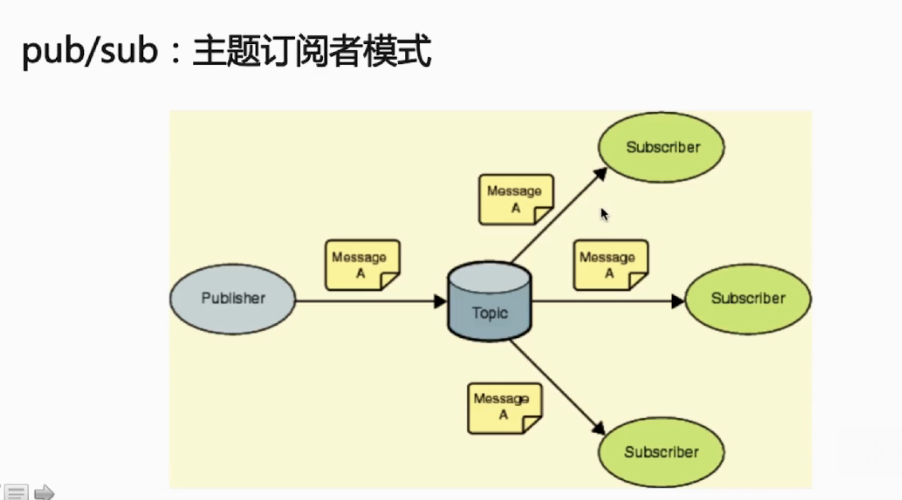 pub/sub：主题订阅者模式
Subscriber
Message
A
Message
A
Message
A
Publisher
Topic
Subscriber
Message
A
Subscriber